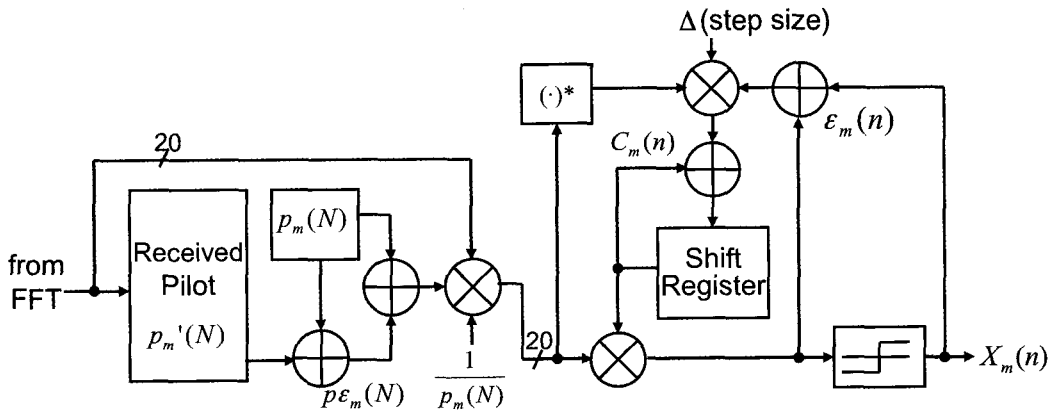 Δ(step size)
(·)*
ε_m(n)
C_m(n)
20
p_m(N)
Received
Pilot
p_m'(N)
from
FFT
Shift
Register
20
pε_m(N)
1
p_m(N)
X_m(n)